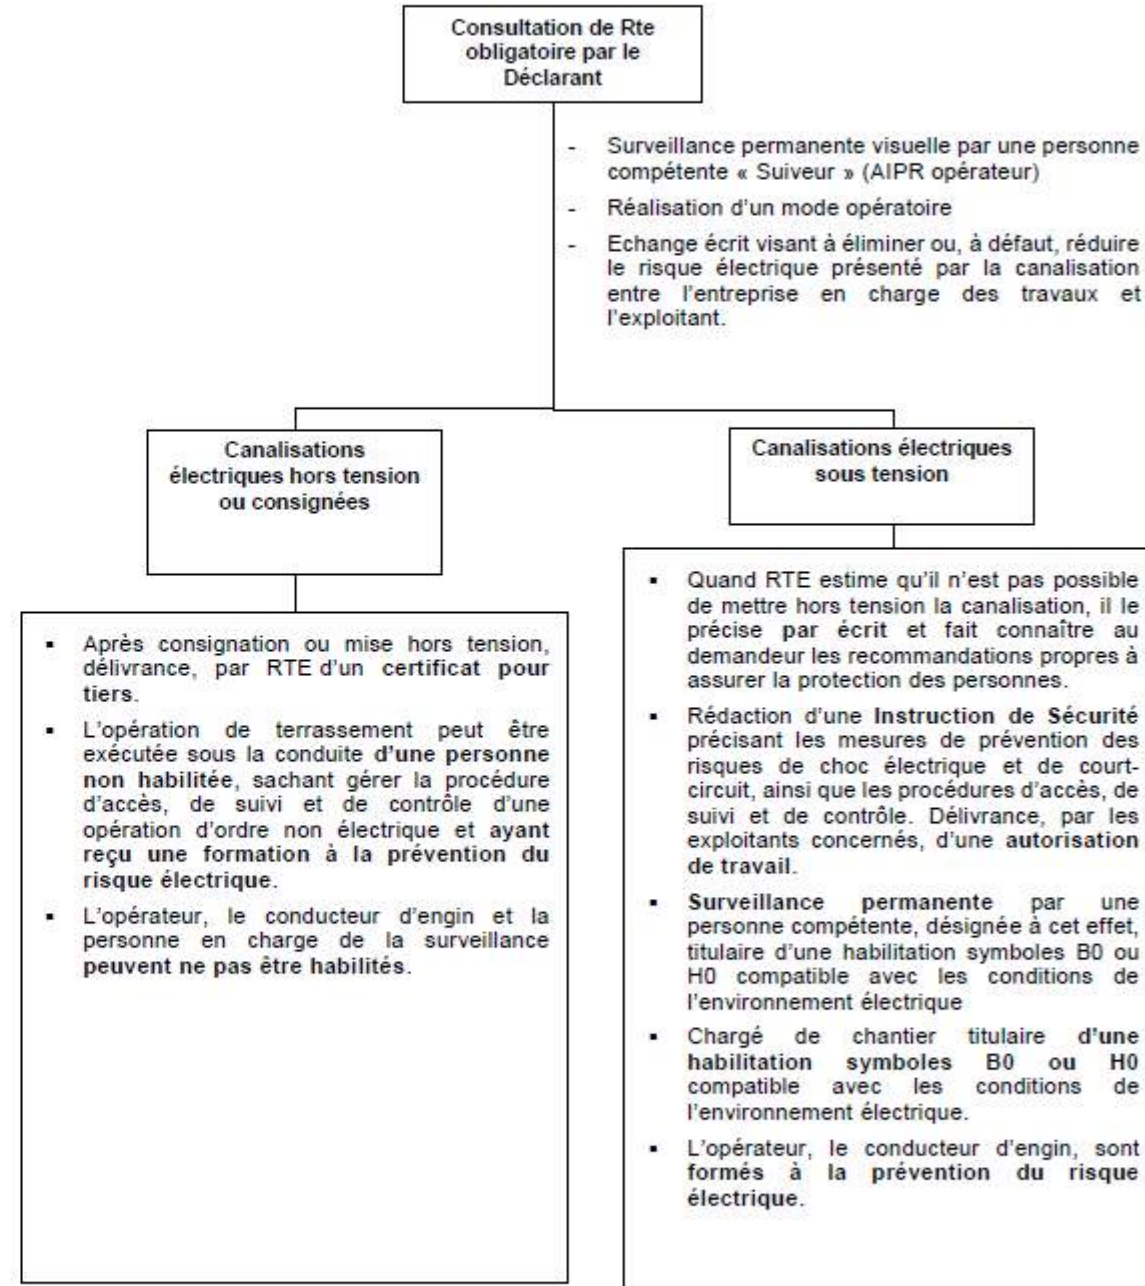 Consultation de Rte
obligatoire par le
Déclarant
- Surveillance permanente visuelle par une personne
compétente « Suiveur » (AIPR opérateur)
- Réalisation d'un mode opératoire
- Echange écrit visant à éliminer ou, à défaut, réduire
le risque électrique présenté par la canalisation
entre l'entreprise en charge des travaux et
l'exploitant.
Canalisations
électriques hors tension
ou consignées
▪ Après consignation ou mise hors tension,
délivrance, par RTE d'un certificat pour
tiers.
▪ L'opération de terrassement peut être
exécutée sous la conduite d'une personne
non habilitée, sachant gérer la procédure
d'accès, de suivi et de contrôle d'une
opération d'ordre non électrique et ayant
reçu une formation à la prévention du
risque électrique.
▪ L'opérateur, le conducteur d'engin et la
personne en charge de la surveillance
peuvent ne pas être habilités.
Canalisations électriques
sous tension
▪ Quand RTE estime qu'il n'est pas possible
de mettre hors tension la canalisation, il le
précise par écrit et fait connaître au
demandeur les recommandations propres à
assurer la protection des personnes.
▪ Rédaction d'une Instruction de Sécurité
précisant les mesures de prévention des
risques de choc électrique et de court-
circuit, ainsi que les procédures d'accès, de
suivi et de contrôle. Délivrance, par les
exploitants concernés, d'une autorisation
de travail.
▪ Surveillance permanente par une
personne compétente, désignée à cet effet,
titulaire d'une habilitation symboles B0 ou
H0 compatible avec les conditions de
l'environnement électrique
▪ Chargé de chantier titulaire d'une
habilitation symboles B0 ou H0
compatible avec les conditions de
l'environnement électrique.
▪ L'opérateur, le conducteur d'engin, sont
formés à la prévention du risque
électrique.